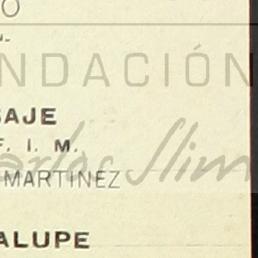 O
NDACIÓN
SAJE
F. I. M.
Carlos Slim
MARTINEZ
ALUPE